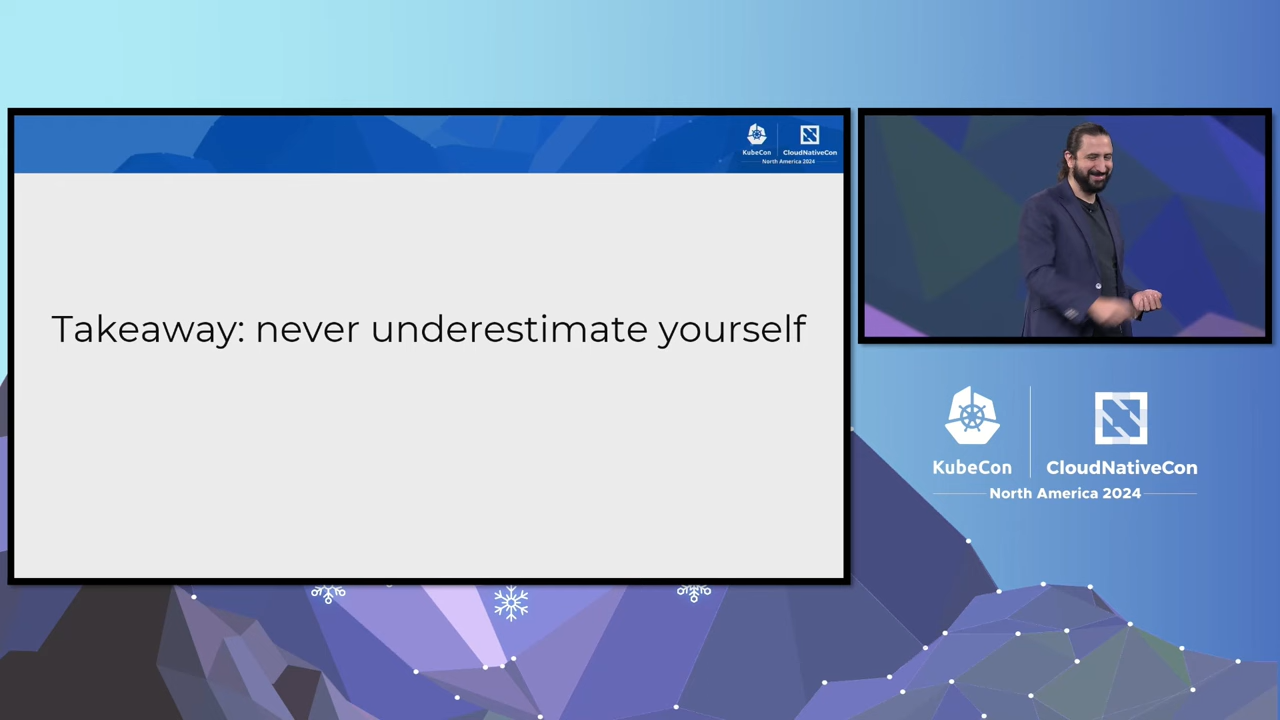 KubeCon
CloudNativeCon
North America 2024
Takeaway: never underestimate yourself
KubeCon
CloudNativeCon
North America 2024